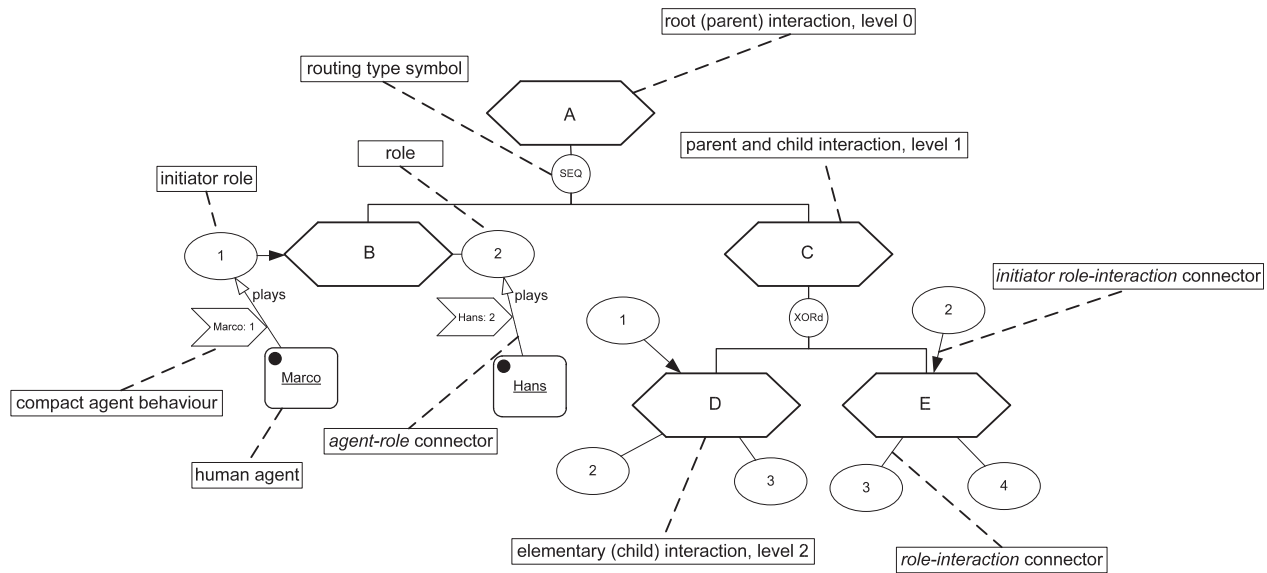 root (parent) interaction, level 0
routing type symbol
A
role
parent and child interaction, level 1
SEQ
initiator role
1
B
2
C
initiator role-interaction connector
plays
plays
Marco: 1
Hans: 2
1
XORd
2
Marco
Hans
compact agent behaviour
D
E
agent-role connector
human agent
2
3
3
4
elementary (child) interaction, level 2
role-interaction connector